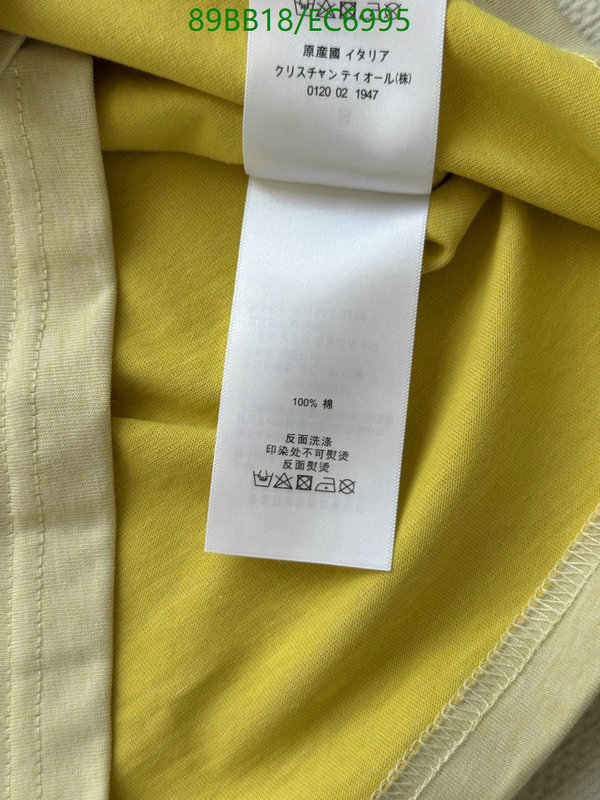 89BB18/EC6995
原産國 イタリア
クリスチャン ティオール(株)
0120 02 1947
100% 棉
反面洗涤
印染处不可熨烫
反面熨烫